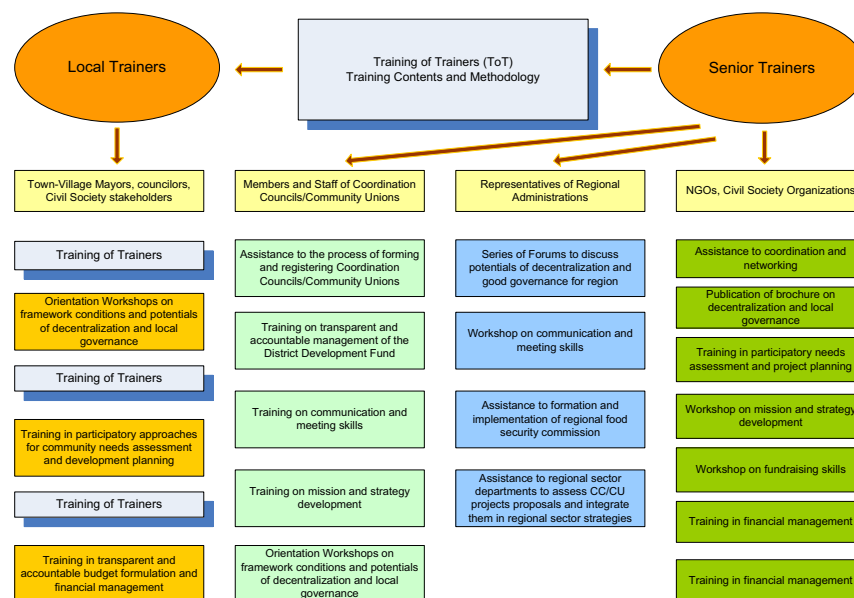 Local Trainers
Training of Trainers (ToT)
Training Contents and Methodology
Senior Trainers
Town-Village Mayors, councilors,
Civil Society stakeholders
Members and Staff of Coordination
Councils/Community Unions
Representatives of Regional
Administrations
NGOs, Civil Society Organizations
Training of Trainers
Orientation Workshops on
framework conditions and potentials
of decentralization and local
governance
Training of Trainers
Training in participatory approaches
for community needs assessment
and development planning
Training of Trainers
Training in transparent and
accountable budget formulation and
financial management
Assistance to the process of forming
and registering Coordination
Councils/Community Unions
Training on transparent and
accountable management of the
District Development Fund
Training on communication and
meeting skills
Training on mission and strategy
development
Orientation Workshops on
framework conditions and potentials
of decentralization and local
governance
Series of Forums to discuss
potentials of decentralization and
good governance for region
Workshop on communication and
meeting skills
Assistance to formation and
implementation of regional food
security commission
Assistance to regional sector
departments to assess CC/CU
projects proposals and integrate
them in regional sector strategies
Assistance to coordination and
networking
Publication of brochure on
decentralization and local
governance
Training in participatory needs
assessment and project planning
Workshop on mission and strategy
development
Workshop on fundraising skills
Training in financial management
Training in financial management